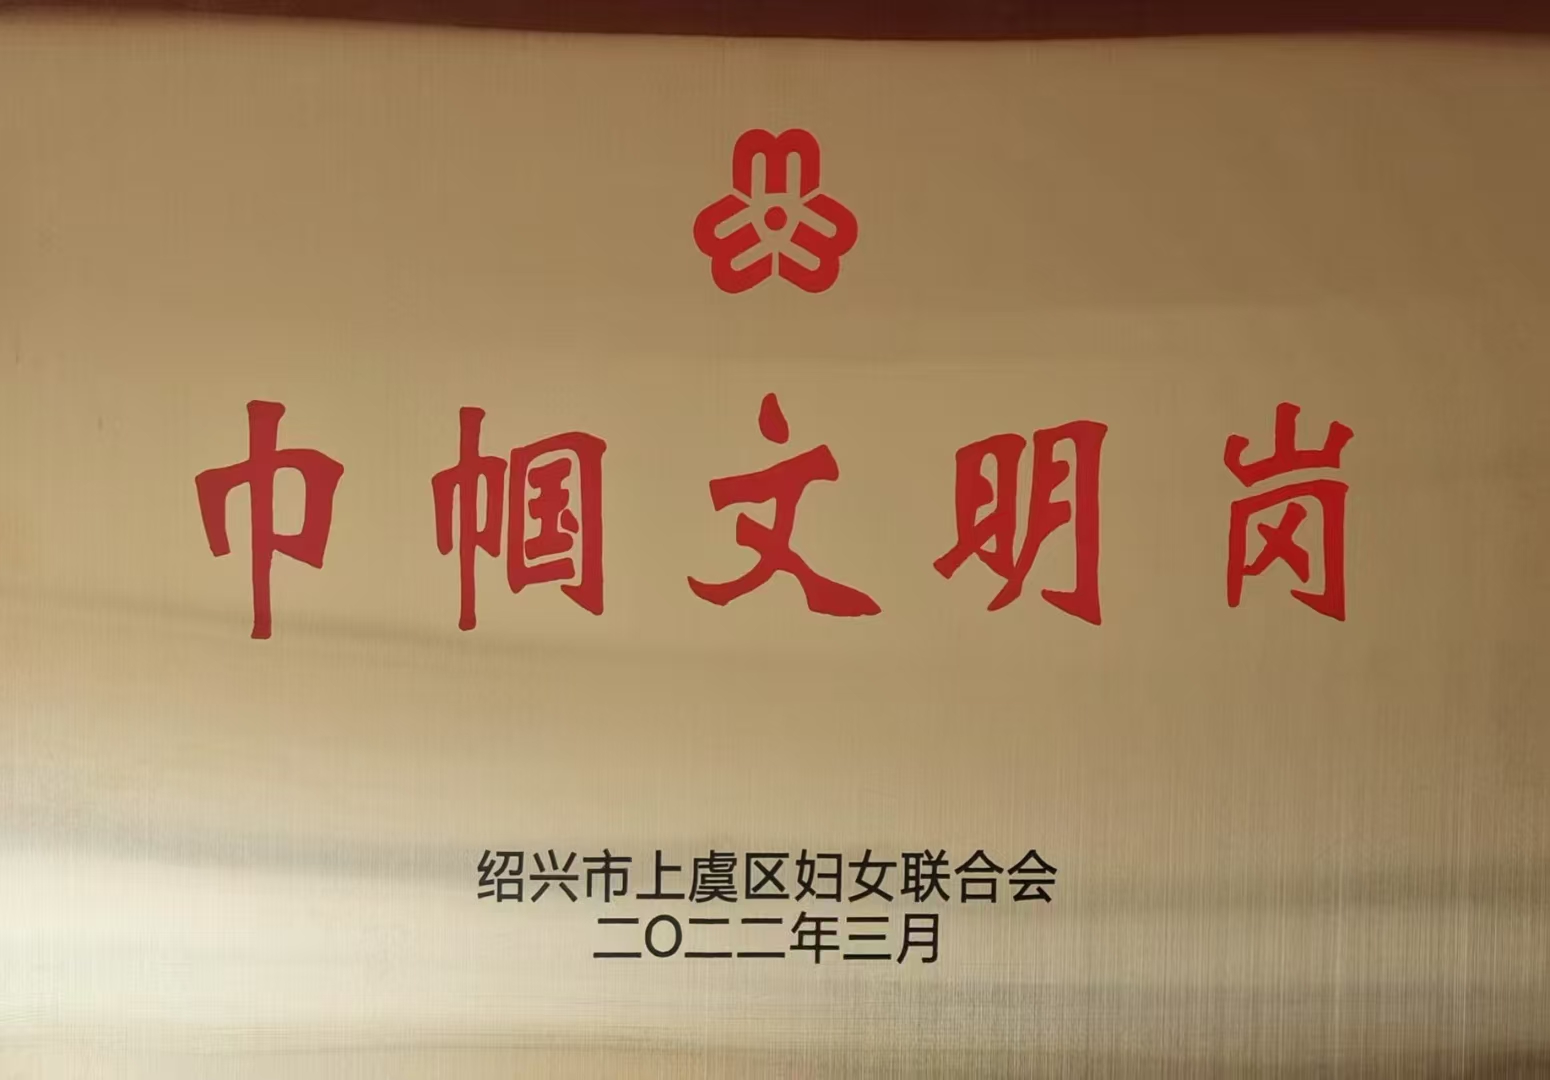 巾帼文明岗
绍兴市上虞区妇女联合会
二〇二二年三月